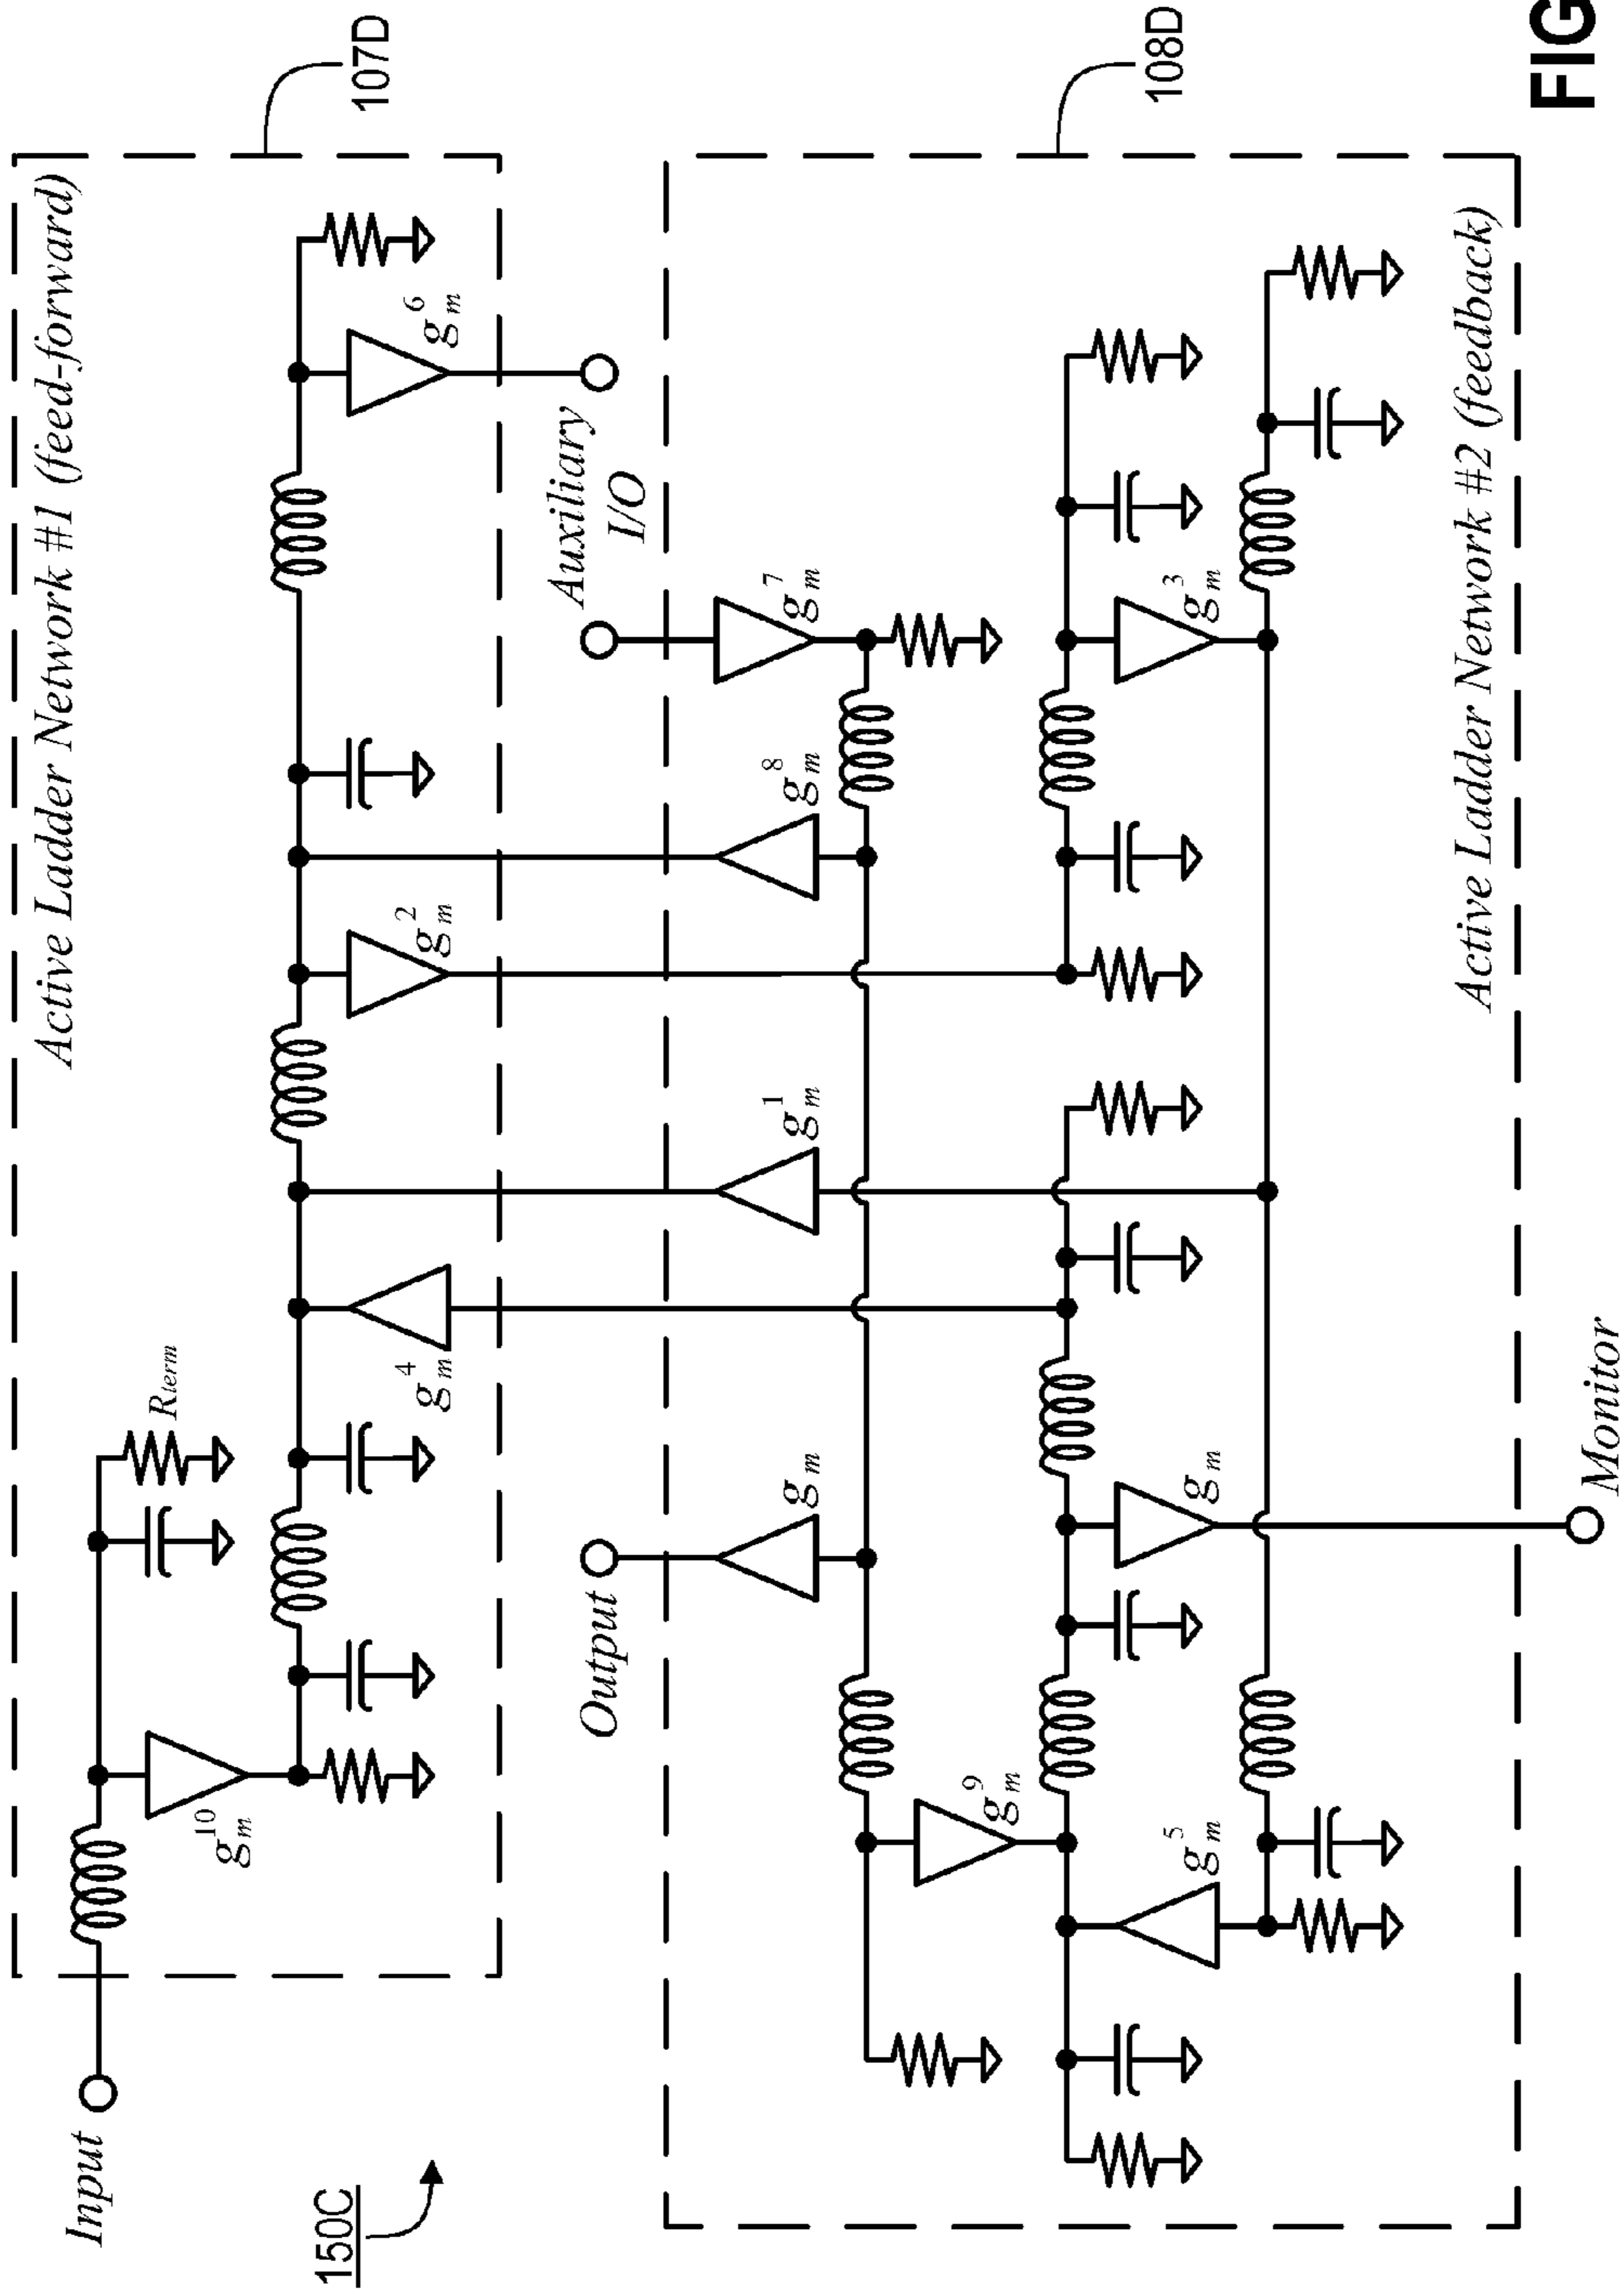 Active Ladder Network #1 (feed-forward)
107D
Input
R_term
g_m^10
g_m^4
g_m^2
g_m^6
150C
Output
Auxiliary
I/O
g_m
g_m^1
g_m^8
g_m^7
g_m^9
g_m
g_m^5
g_m^3
108D
Active Ladder Network #2 (feedback)
Monitor
FIG